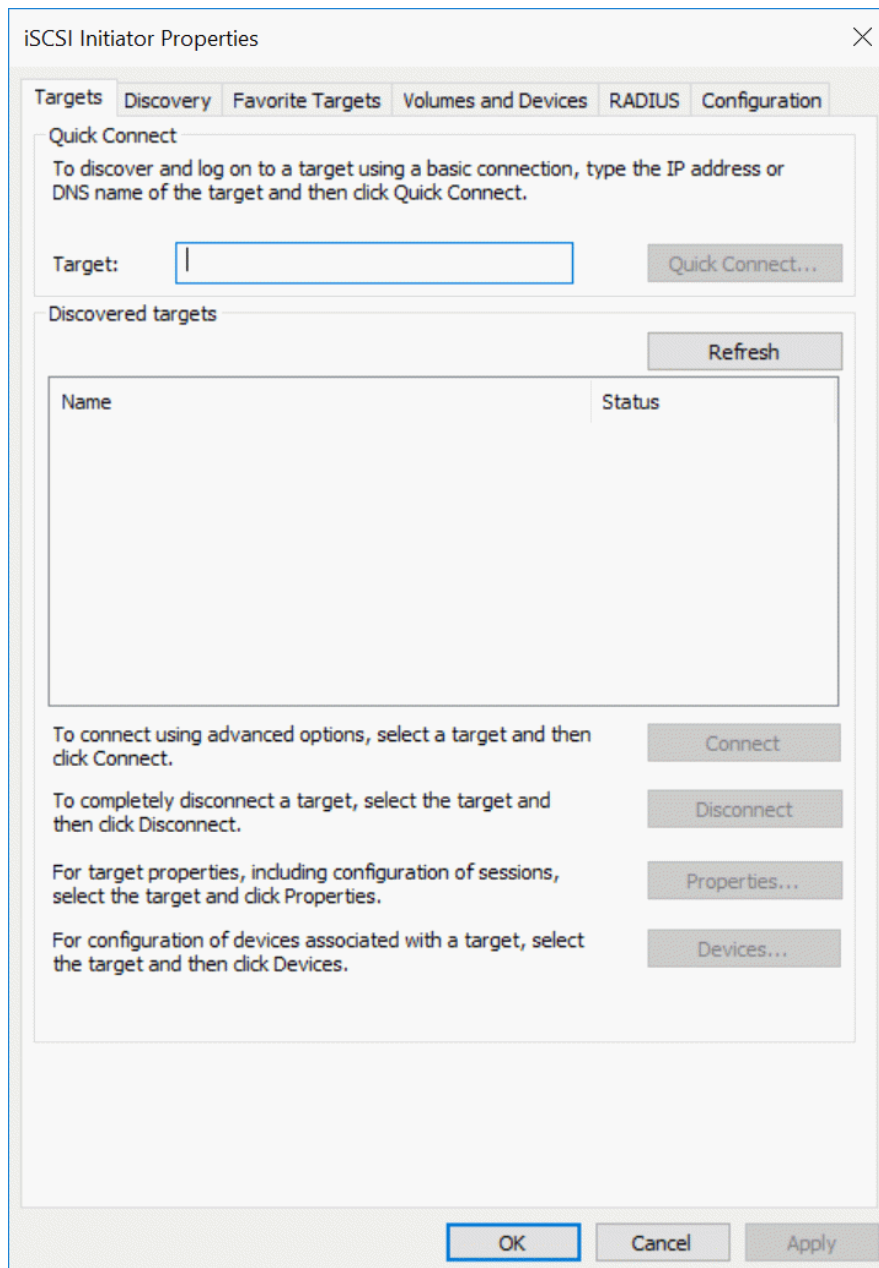 iSCSI Initiator Properties
Targets Discovery Favorite Targets Volumes and Devices RADIUS Configuration
Quick Connect
To discover and log on to a target using a basic connection, type the IP address or
DNS name of the target and then click Quick Connect.
Target: Quick Connect...
Discovered targets
Refresh
Name Status
To connect using advanced options, select a target and then
click Connect.
Connect
To completely disconnect a target, select the target and
then click Disconnect.
Disconnect
For target properties, including configuration of sessions,
select the target and click Properties.
Properties...
For configuration of devices associated with a target, select
the target and then click Devices.
Devices...
OK Cancel Apply